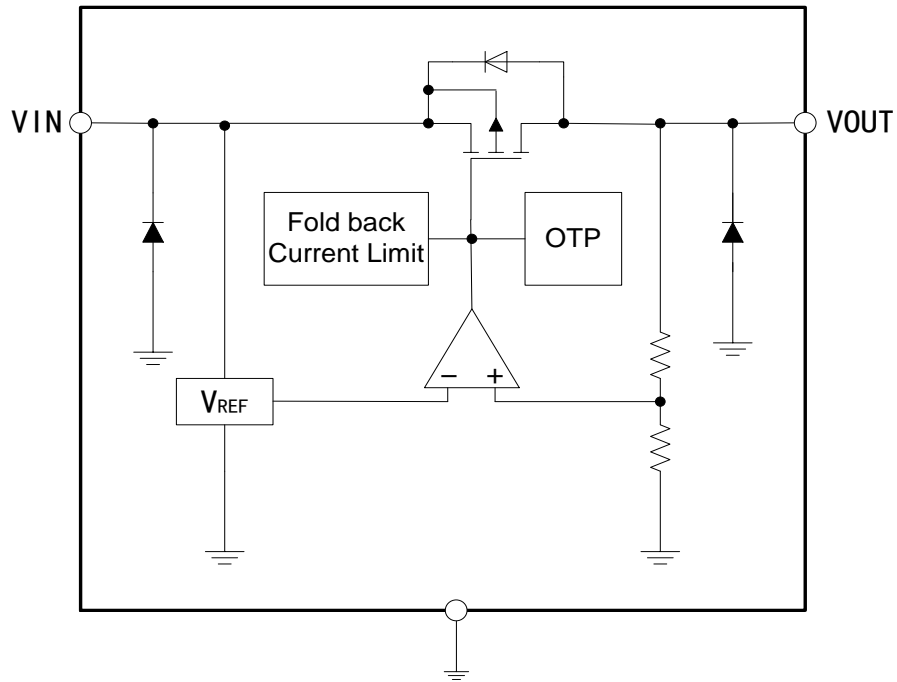 VIN
VOUT
Fold back
Current Limit
OTP
− +
VREF